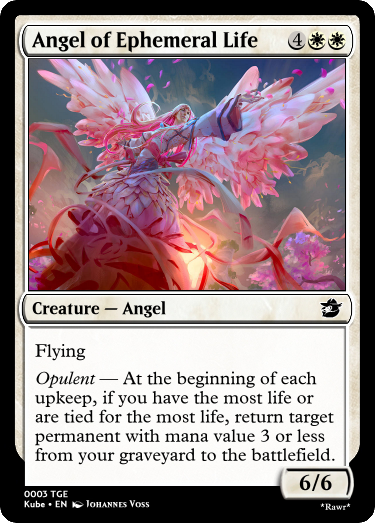 Angel of Ephemeral Life 4
Creature — Angel
Flying
Opulent — At the beginning of each
upkeep, if you have the most life or
are tied for the most life, return target
permanent with mana value 3 or less
from your graveyard to the battlefield.
6/6
0003 TGE
Kube • EN Johannes Voss
*Rawr*